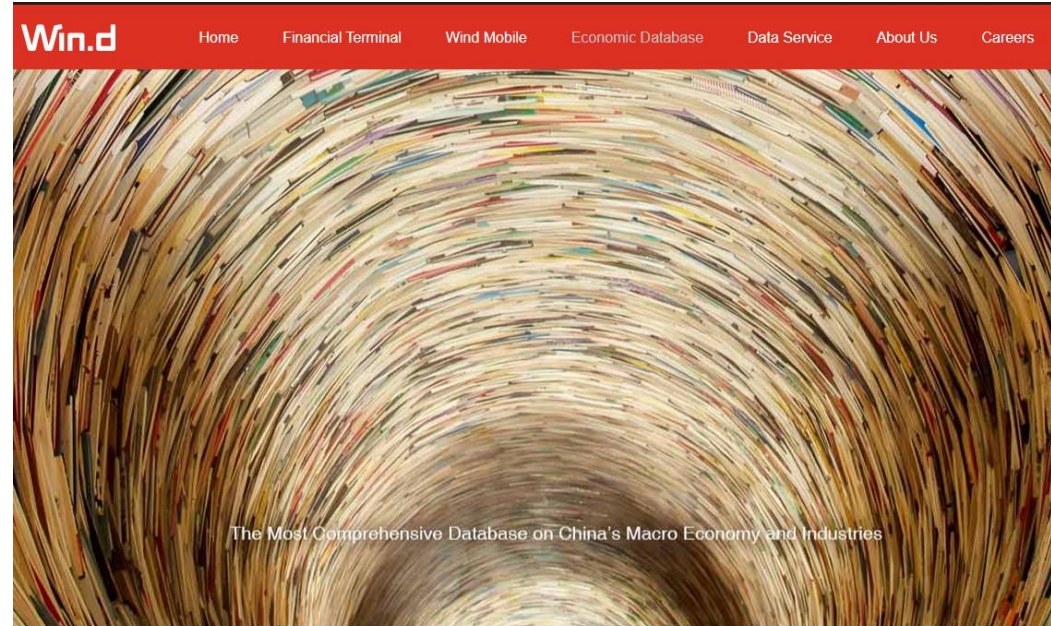 Win.d
Home Financial Terminal Wind Mobile Economic Database Data Service About Us Careers
The Most Comprehensive Database on China's Macro Economy and Industries